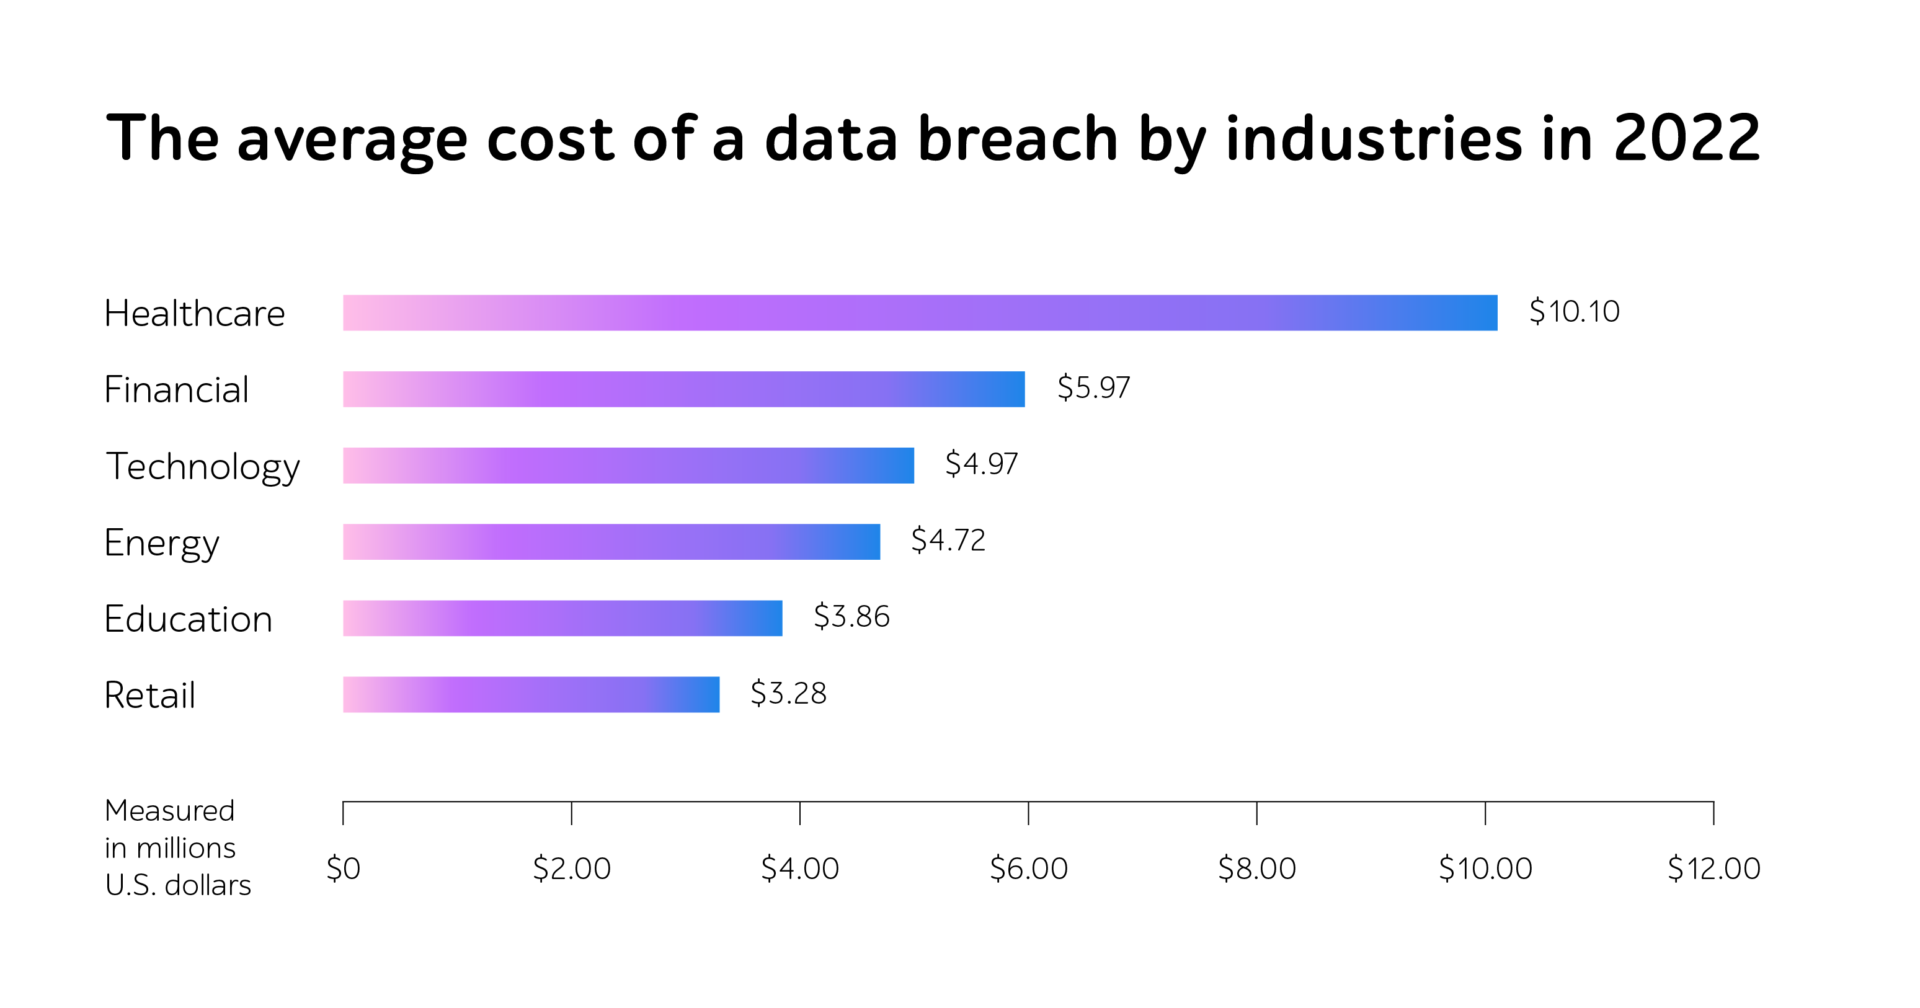 The average cost of a data breach by industries in 2022
Healthcare $10.10
Financial $5.97
Technology $4.97
Energy $4.72
Education $3.86
Retail $3.28
Measured
in millions
U.S. dollars
$0 $2.00 $4.00 $6.00 $8.00 $10.00 $12.00